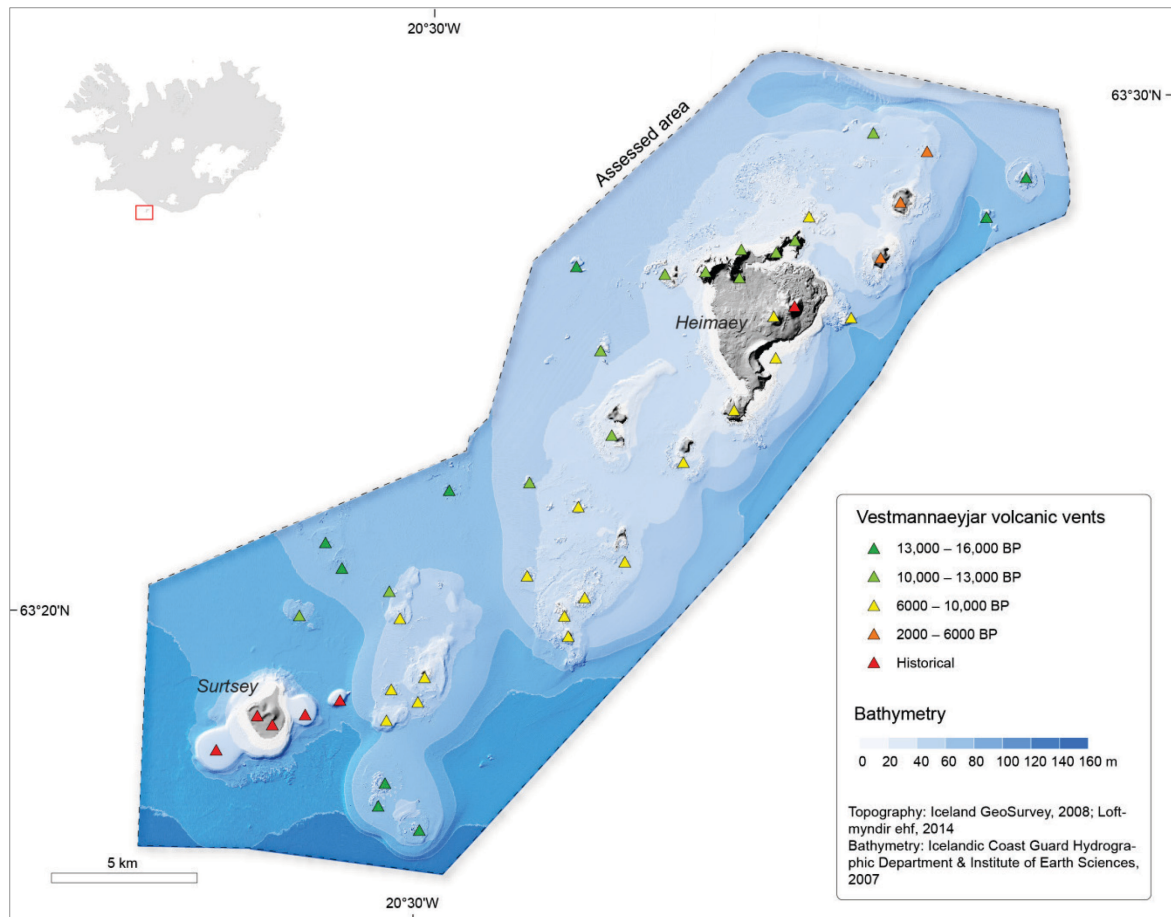 20°30'W
63°30'N
Assessed area
Heimaey
63°20'N
Surtsey
5 km
20°30'W
Vestmannaeyjar volcanic vents
13,000 – 16,000 BP
10,000 – 13,000 BP
6000 – 10,000 BP
2000 – 6000 BP
Historical
Bathymetry
0 20 40 60 80 100 120 140 160 m
Topography: Iceland GeoSurvey, 2008; Loft-
myndir ehf, 2014
Bathymetry: Icelandic Coast Guard Hydrogra-
phic Department & Institute of Earth Sciences,
2007